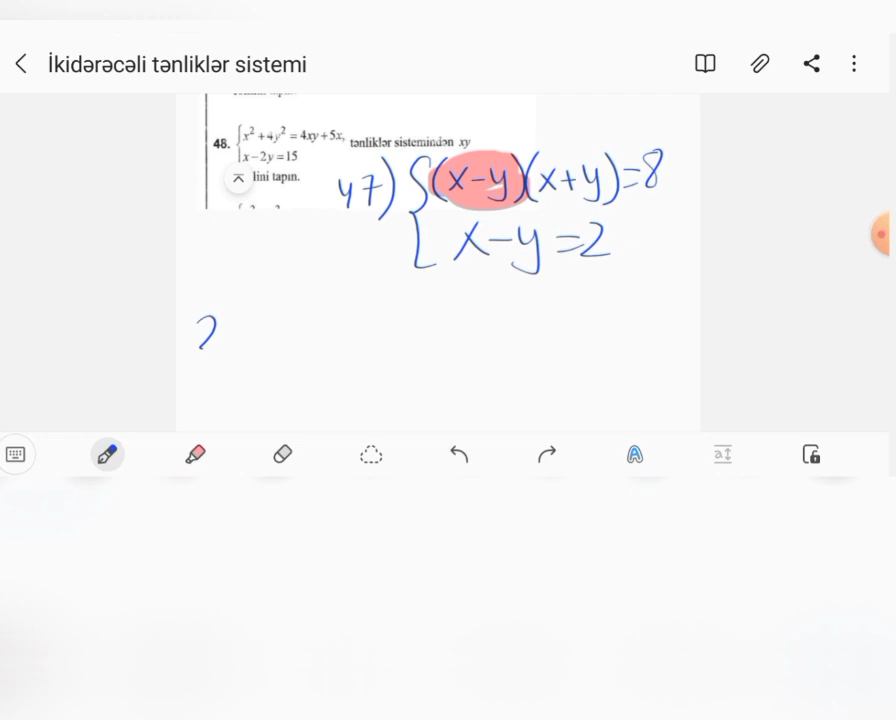 İkidərəcəli tənliklər sistemi
48. { x² + 4y² = 4xy + 5x, tənliklər sistemindən xy
x − 2y = 15
lini tapın.
47) { (x-y)(x+y)=8
x-y=2
2